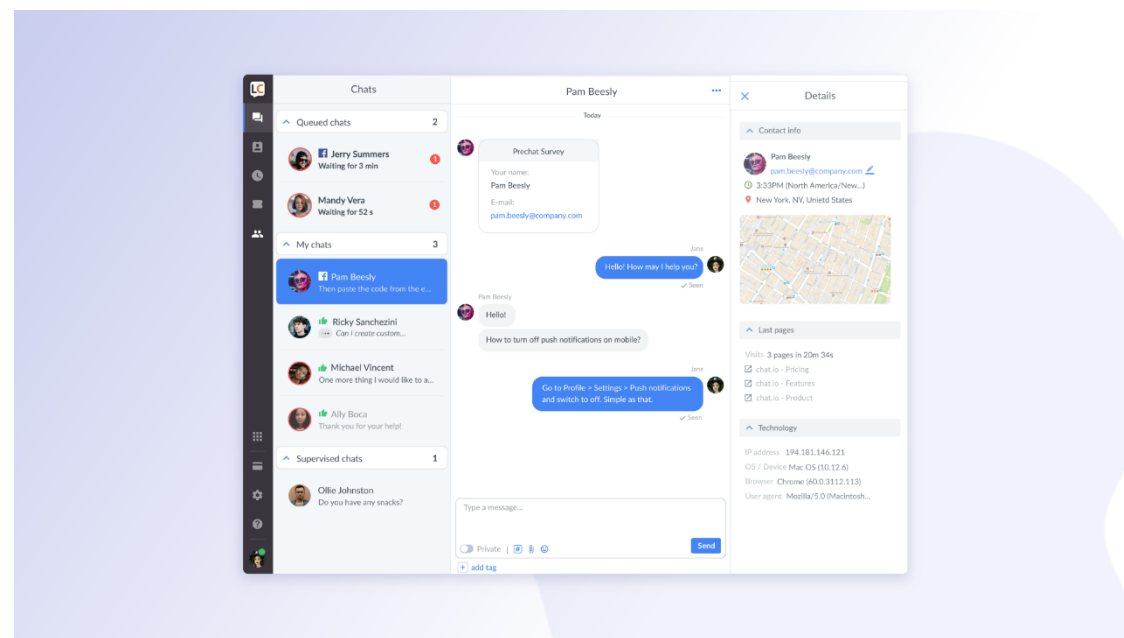 LC
Chats
Queued chats 2
Jerry Summers
Waiting for 3 min
1
Mandy Vera
Waiting for 52 s
1
My chats 3
Pam Beesly
Then paste the code from the e...
Ricky Sanchezini
Can I create custom...
Michael Vincent
One more thing I would like to a...
Ally Boca
Thank you for your help!
Supervised chats 1
Ollie Johnston
Do you have any snacks?
Pam Beesly
Today
Prechat Survey
Your name:
Pam Beesly
E-mail:
pam.beesly@company.com
Jane
Hello! How may I help you?
✓ Seen
Pam Beesly
Hello!
How to turn off push notifications on mobile?
Jane
Go to Profile > Settings > Push notifications
and switch to off. Simple as that.
✓ Seen
Type a message...
Private | #
Send
+ add tag
Details
Contact info
Pam Beesly
pam.beesly@company.com
3:33PM (North America/New...)
New York, NY, Unietd States
Last pages
Visits 3 pages in 20m 34s
chat.io - Pricing
chat.io - Features
chat.io - Product
Technology
IP address 194.181.146.121
OS / Device Mac OS (10.12.6)
Browser Chrome (60.0.3112.113)
User agent Mozilla/5.0 (Macintosh...